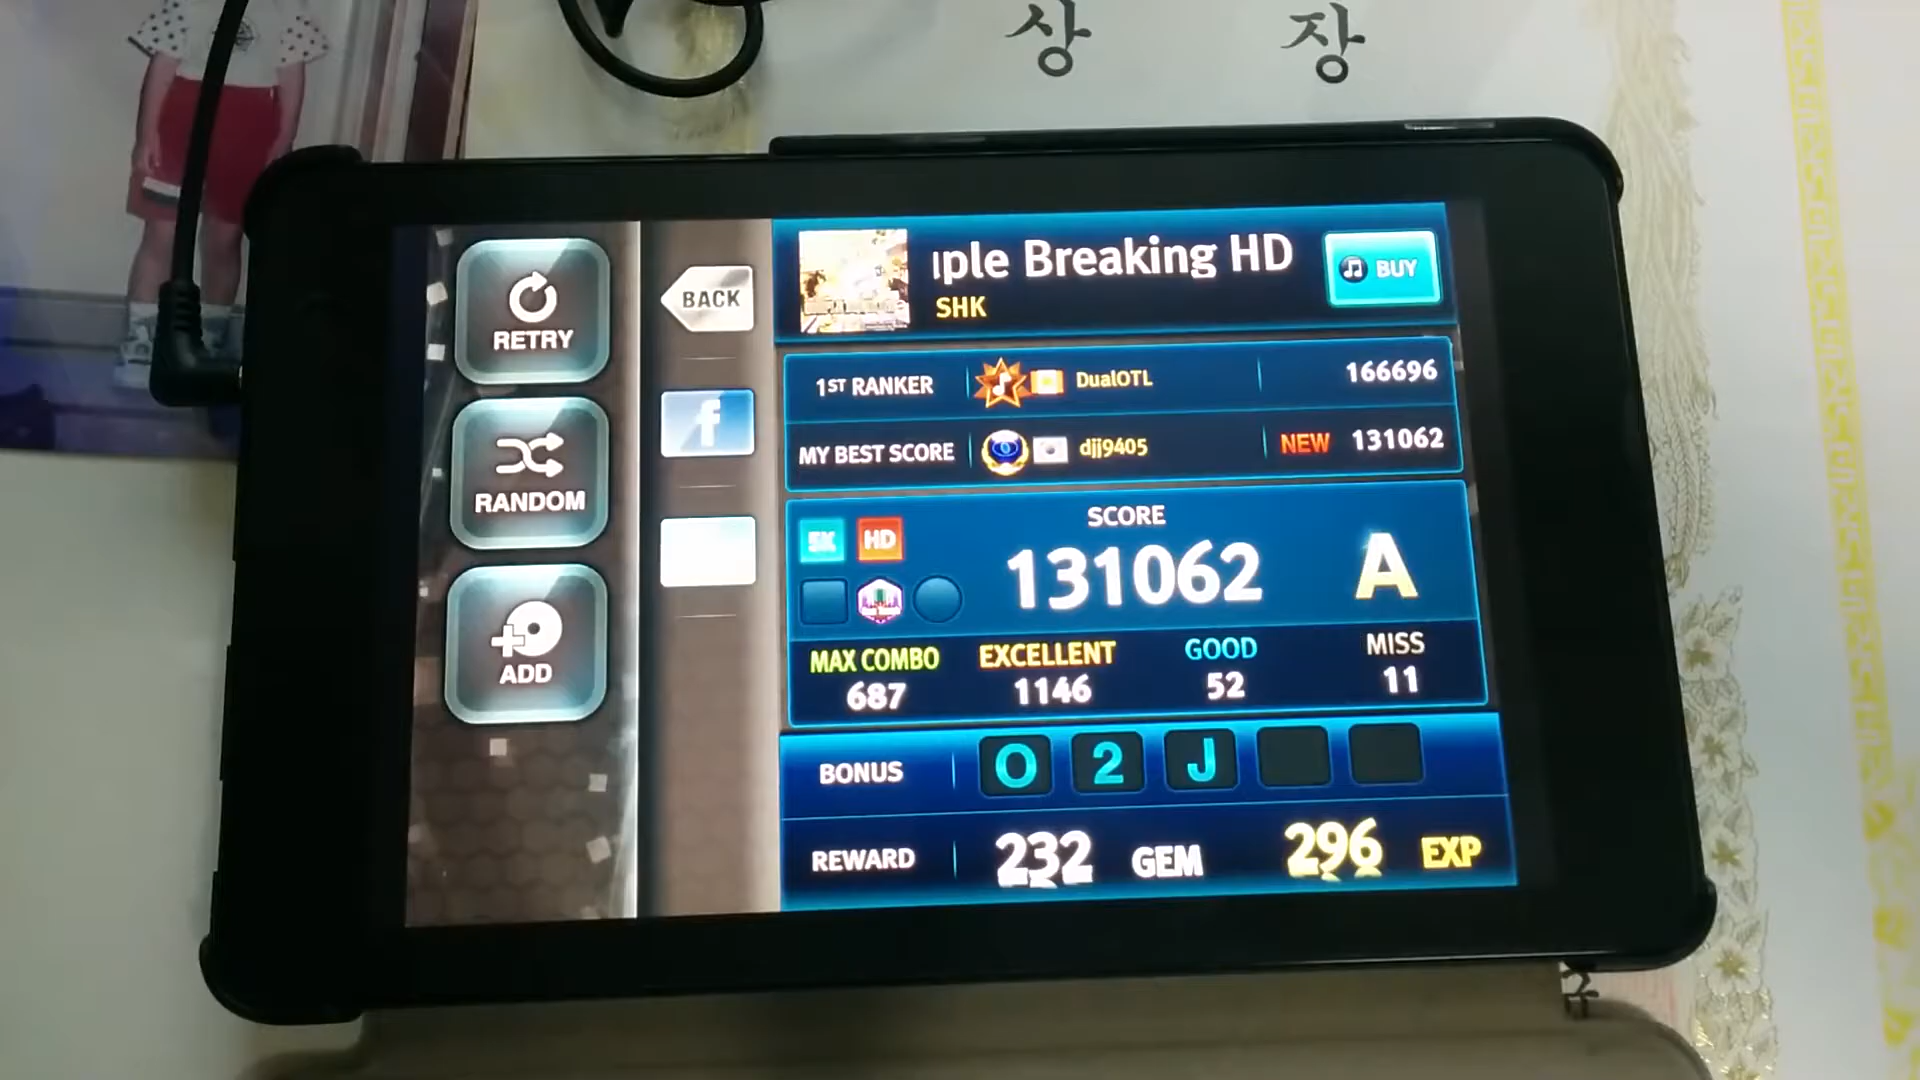 상 장
RETRY
RANDOM
ADD
BACK
f
ple Breaking HD
SHK
BUY
1ST RANKER DualOTL 166696
MY BEST SCORE djj9405 NEW 131062
5K HD
SCORE
131062 A
MAX COMBO EXCELLENT GOOD MISS
687 1146 52 11
BONUS O 2 J
REWARD 232 GEM 296 EXP